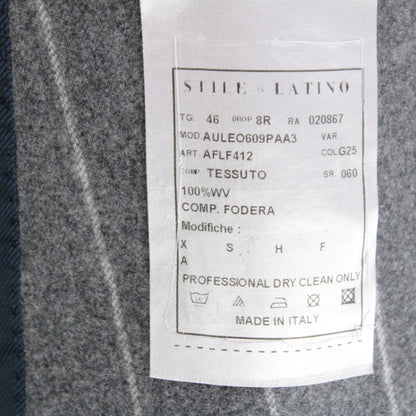 STILE LATINO
TG. 46 DROP 8R RA 020867
MOD. AULEO609PAA3 VAR.
ART. AFLF412 COL. G25
COMP. TESSUTO SR 060
100%WV
COMP. FODERA
Modifiche :
X S H F
A
PROFESSIONAL DRY CLEAN ONLY
MADE IN ITALY